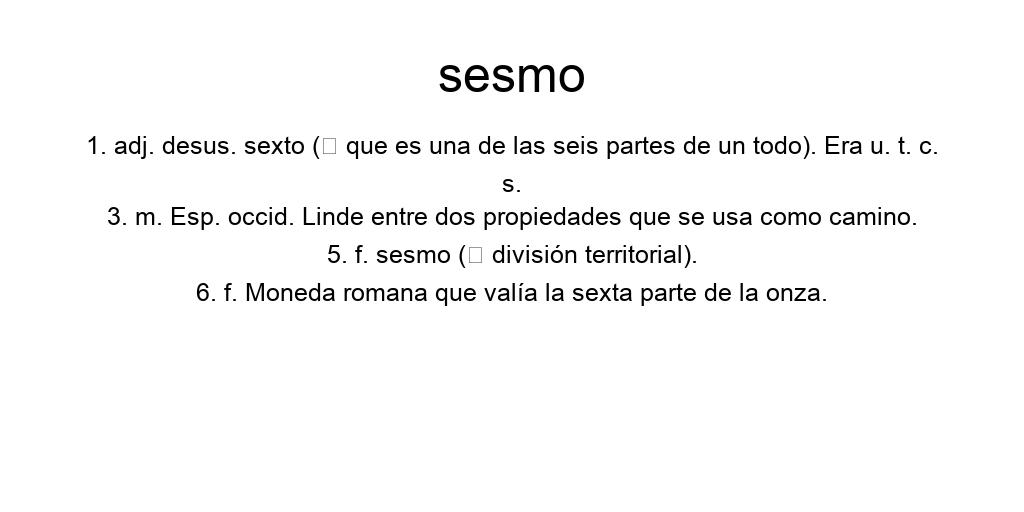 sesmo
1. adj. desus. sexto (▯ que es una de las seis partes de un todo). Era u. t. c.
s.
3. m. Esp. occid. Linde entre dos propiedades que se usa como camino.
5. f. sesmo (▯ división territorial).
6. f. Moneda romana que valía la sexta parte de la onza.